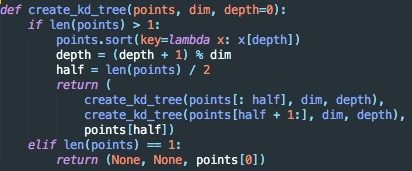 def create_kd_tree(points, dim, depth=0):
    if len(points) > 1:
        points.sort(key=lambda x: x[depth])
        depth = (depth + 1) % dim
        half = len(points) / 2
        return (
            create_kd_tree(points[: half], dim, depth),
            create_kd_tree(points[half + 1:], dim, depth),
            points[half])
    elif len(points) == 1:
        return (None, None, points[0])